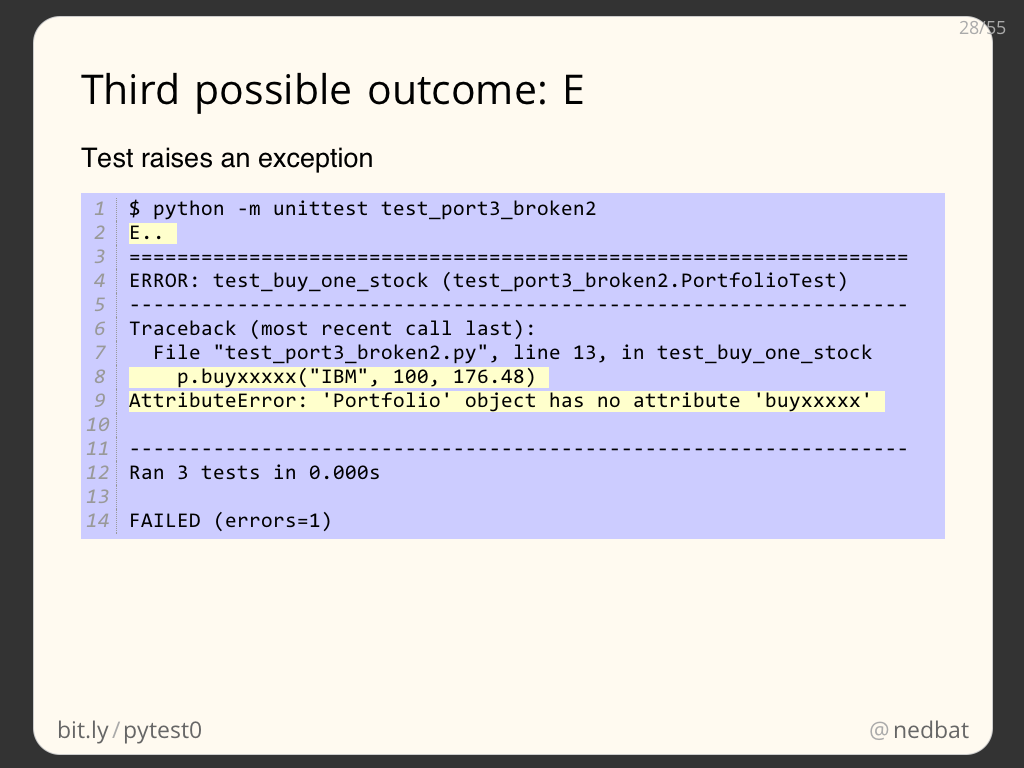 28/55
Third possible outcome: E
Test raises an exception
1 $ python -m unittest test_port3_broken2
2 E..
3 =================================================================
4 ERROR: test_buy_one_stock (test_port3_broken2.PortfolioTest)
5 -----------------------------------------------------------------
6 Traceback (most recent call last):
7   File "test_port3_broken2.py", line 13, in test_buy_one_stock
8     p.buyxxxxx("IBM", 100, 176.48)
9 AttributeError: 'Portfolio' object has no attribute 'buyxxxxx'
10
11 -----------------------------------------------------------------
12 Ran 3 tests in 0.000s
13
14 FAILED (errors=1)
bit.ly/pytest0 @nedbat